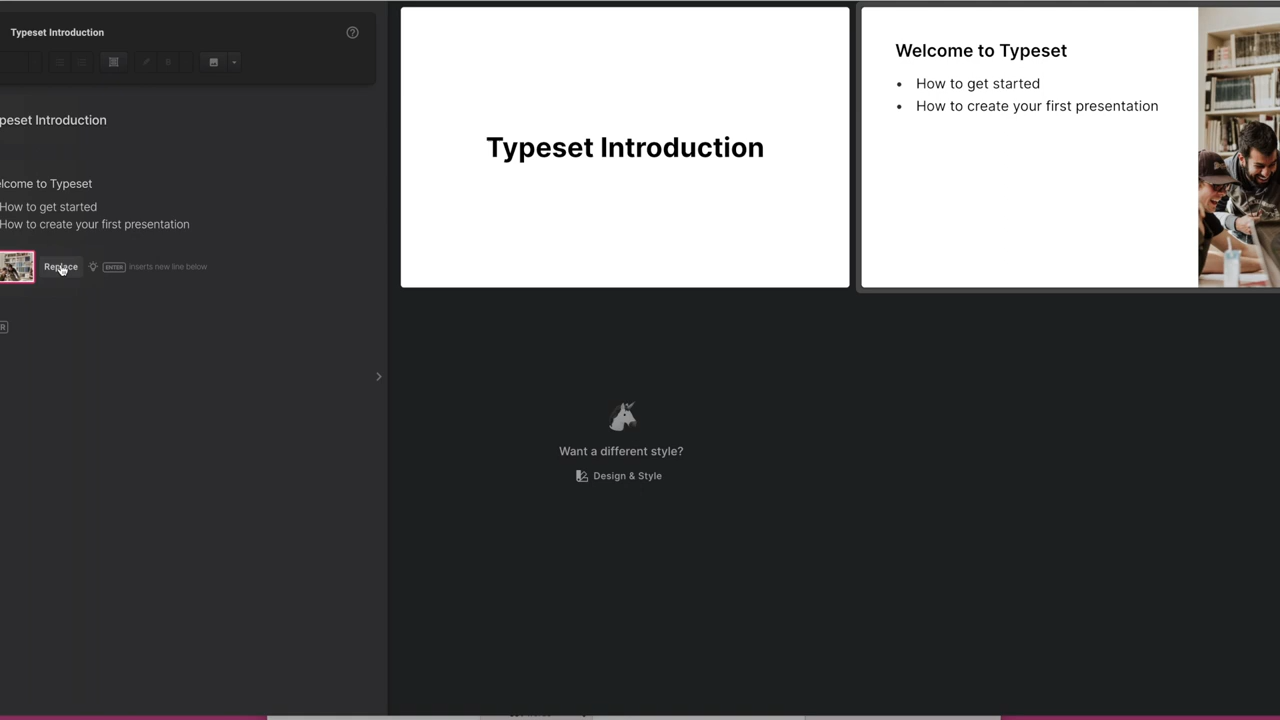 Typeset Introduction
peset Introduction
lcome to Typeset
How to get started
How to create your first presentation
Replace
ENTER inserts new line below
R
Typeset Introduction
Welcome to Typeset
• How to get started
• How to create your first presentation
Want a different style?
Design & Style